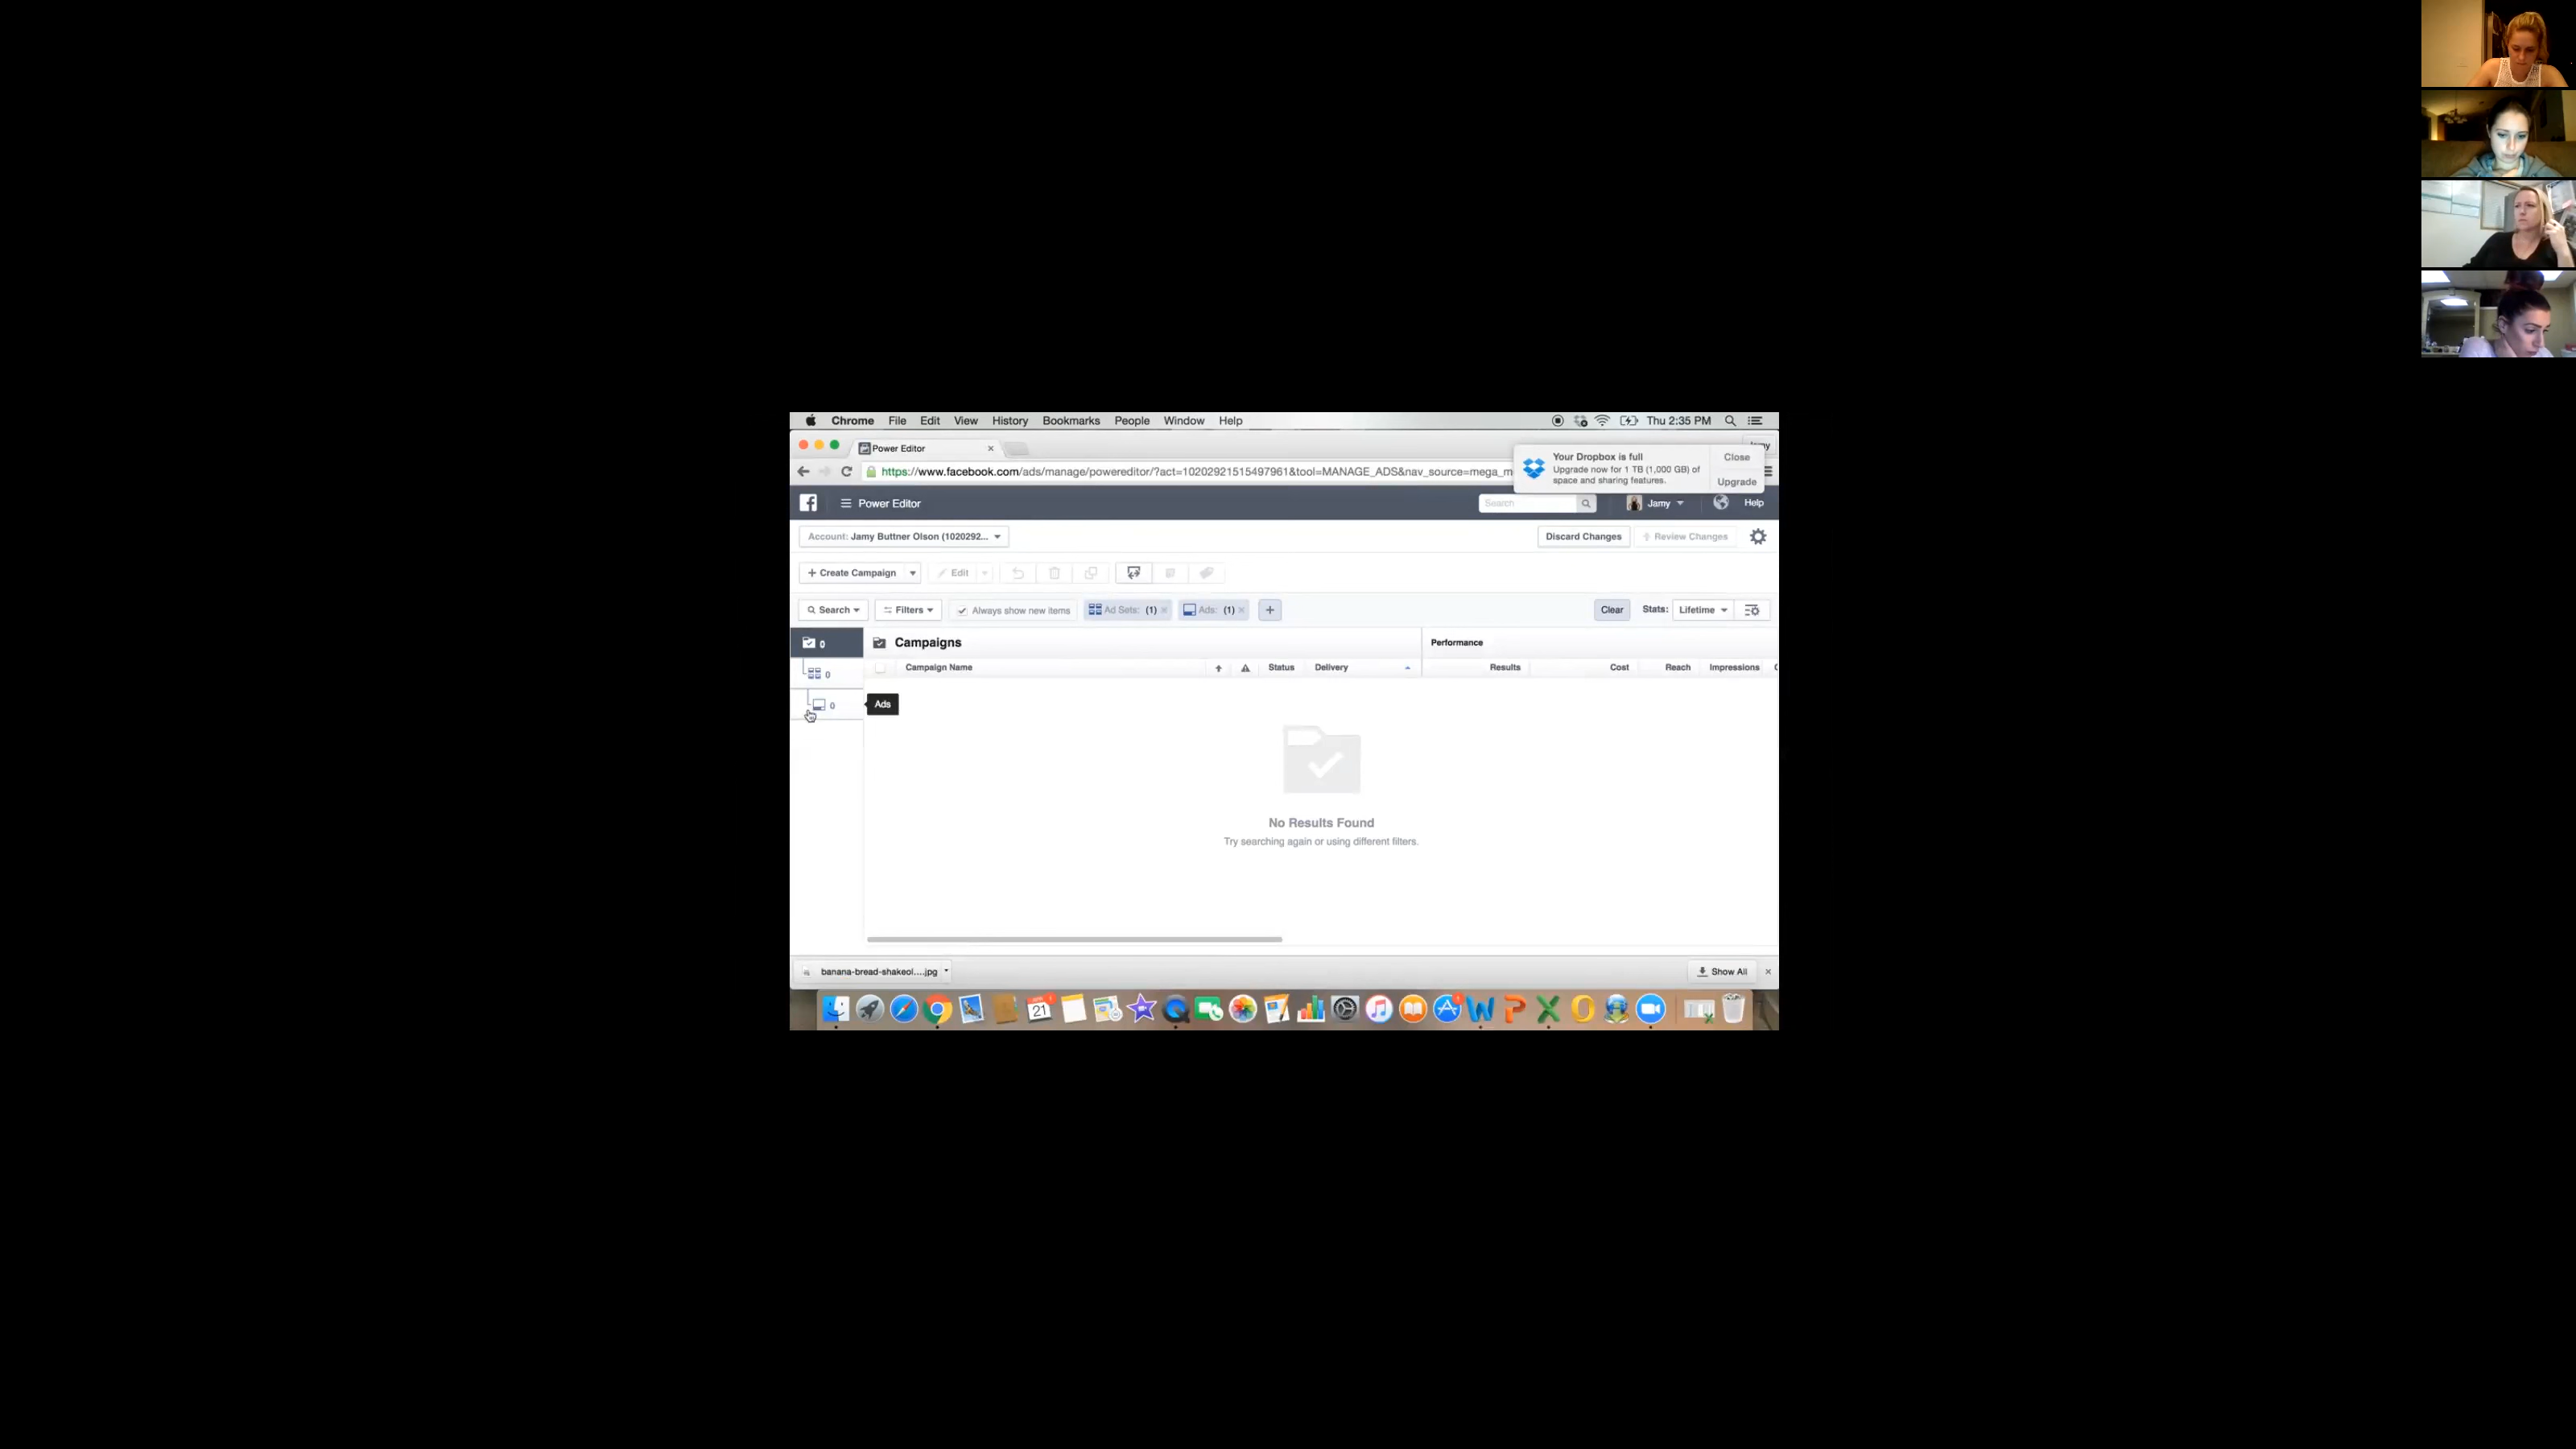 Chrome File Edit View History Bookmarks People Window Help Thu 2:35 PM
Power Editor
https://www.facebook.com/ads/manage/powereditor/?act=10202921515497961&tool=MANAGE_ADS&nav_source=mega_m
Your Dropbox is full
Upgrade now for 1 TB (1,000 GB) of
space and sharing features.
Close
Upgrade
Power Editor Search Jamy Help
Account: Jamy Buttner Olson (1020292... Discard Changes Review Changes
+ Create Campaign Edit
Search Filters Always show new items Ad Sets: (1) Ads: (1) + Clear Stats: Lifetime
0 Campaigns Performance
Campaign Name Status Delivery Results Cost Reach Impressions
0
0 Ads
No Results Found
Try searching again or using different filters.
banana-bread-shakeol....jpg Show All
21